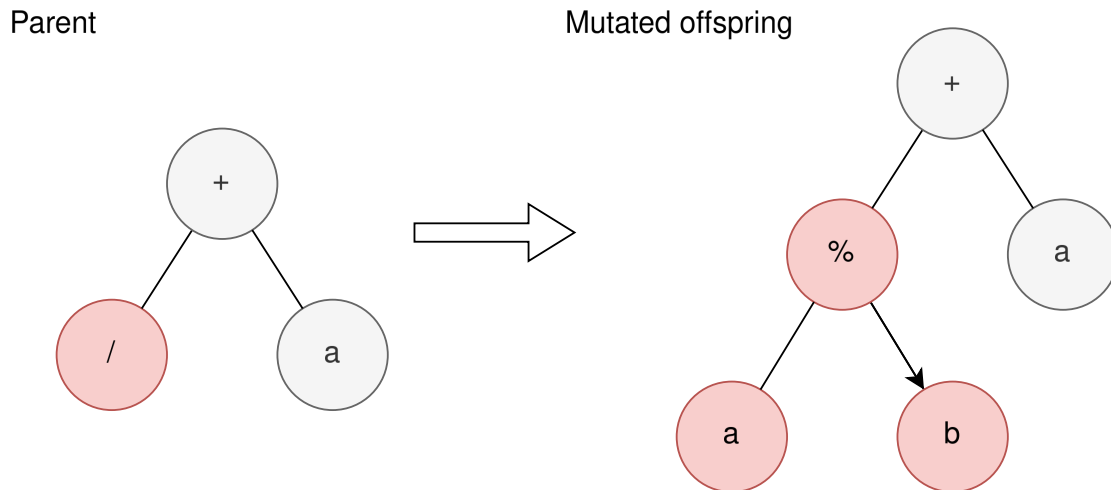 Parent
Mutated offspring
+
+
/
a
%
a
a
b